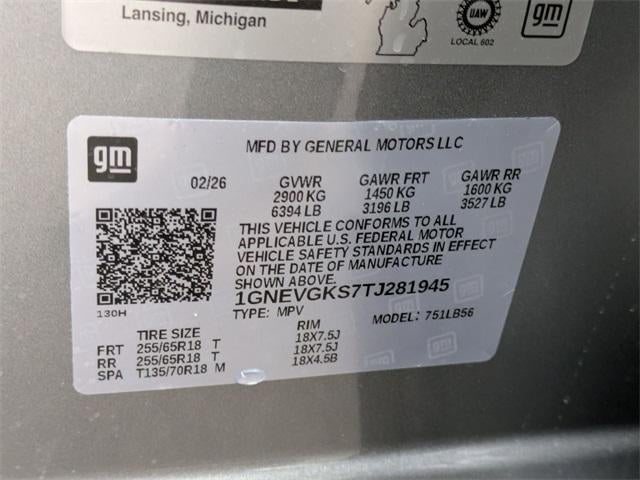 Lansing, Michigan
UAW
LOCAL 602
gm
gm
MFD BY GENERAL MOTORS LLC
02/26 GVWR GAWR FRT GAWR RR
2900 KG 1450 KG 1600 KG
6394 LB 3196 LB 3527 LB
THIS VEHICLE CONFORMS TO ALL
APPLICABLE U.S. FEDERAL MOTOR
VEHICLE SAFETY STANDARDS IN EFFECT
ON THE DATE OF MANUFACTURE
SHOWN ABOVE.
1GNEVGKS7TJ281945
130H
TYPE: MPV MODEL: 751LB56
TIRE SIZE RIM
FRT 255/65R18 T 18X7.5J
RR 255/65R18 T 18X7.5J
SPA T135/70R18 M 18X4.5B